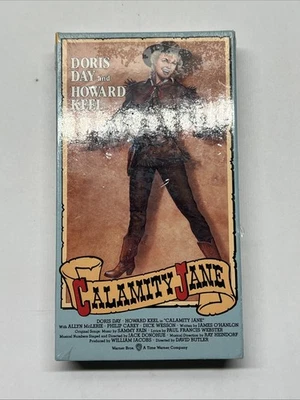 DORIS
DAY and
HOWARD
KEEL
CALAMITY JANE
DORIS DAY · HOWARD KEEL in "CALAMITY JANE"
With ALLYN McLERIE · PHILIP CAREY · DICK WESSON · Written by JAMES O'HANLON
Original Songs: Music by SAMMY FAIN · Lyrics by PAUL FRANCIS WEBSTER
Musical Numbers Staged and Directed by JACK DONOHUE · Musical Direction by RAY HEINDORF
Produced by WILLIAM JACOBS · Directed by DAVID BUTLER
Warner Bros. A Time Warner Company